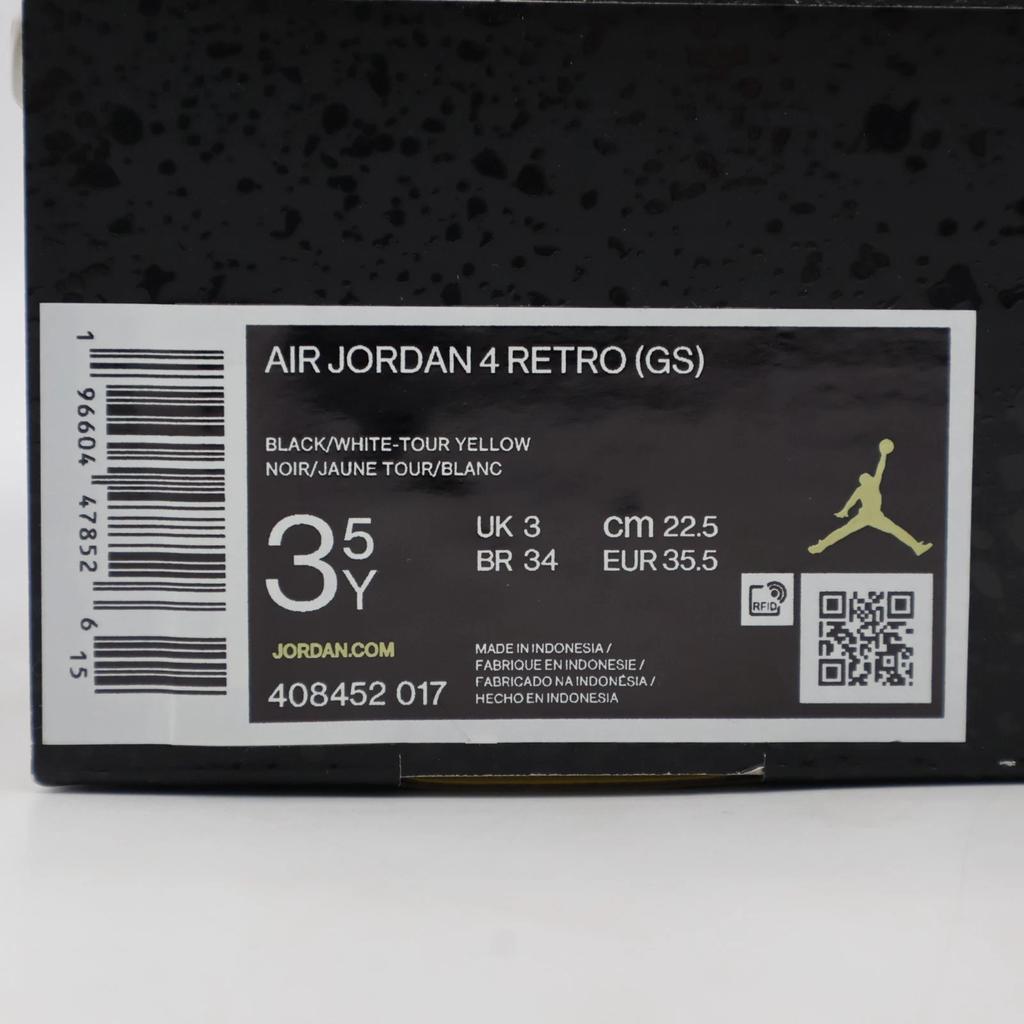 AIR JORDAN 4 RETRO (GS)
BLACK/WHITE-TOUR YELLOW
NOIR/JAUNE TOUR/BLANC
3 5 Y
UK 3 cm 22.5
BR 34 EUR 35.5
RFID
JORDAN.COM
408452 017
MADE IN INDONESIA /
FABRIQUE EN INDONESIE /
FABRICADO NA INDONÉSIA /
HECHO EN INDONESIA
1 96604 47852 6 15